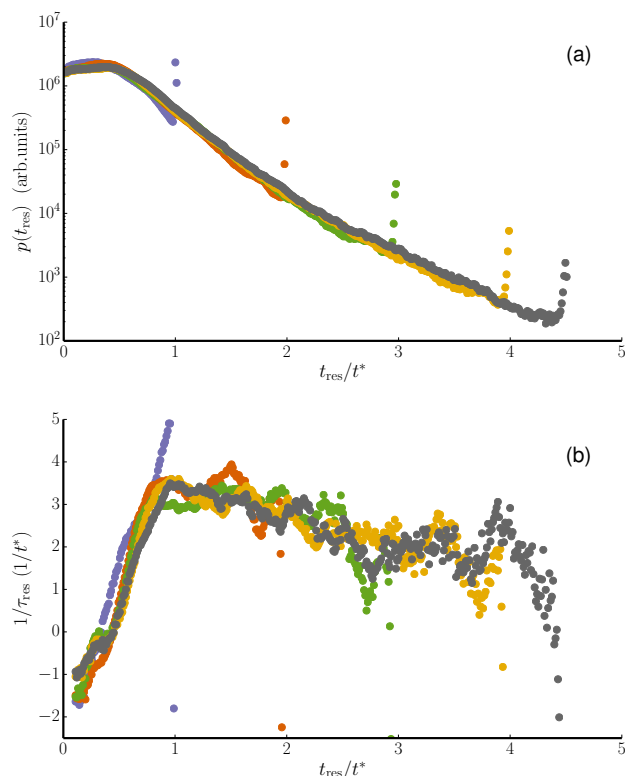 (a)
10^7
10^6
10^5
10^4
10^3
10^2
p(t_res) (arb.units)
0 1 2 3 4 5
t_res/t*
(b)
5
4
3
2
1
0
−1
−2
1/τ_res (1/t*)
0 1 2 3 4 5
t_res/t*